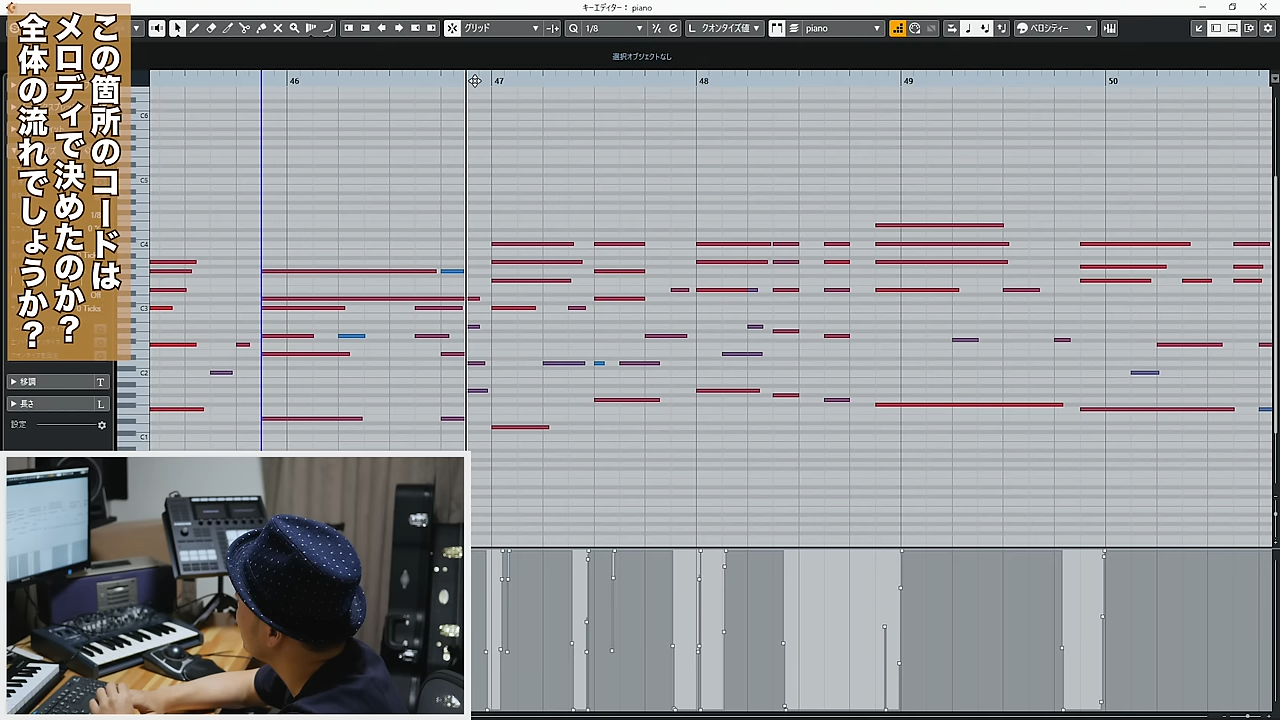 キーエディター： piano
グリッド
1/8
クオンタイズ値
piano
ベロシティー
選択オブジェクトなし
46
47
48
49
50
C6
C5
C4
C3
C2
C1
この箇所のコードは
メロディで決めたのか？
全体の流れでしょうか？
Off
0 Ticks
移調
T
長さ
L
設定